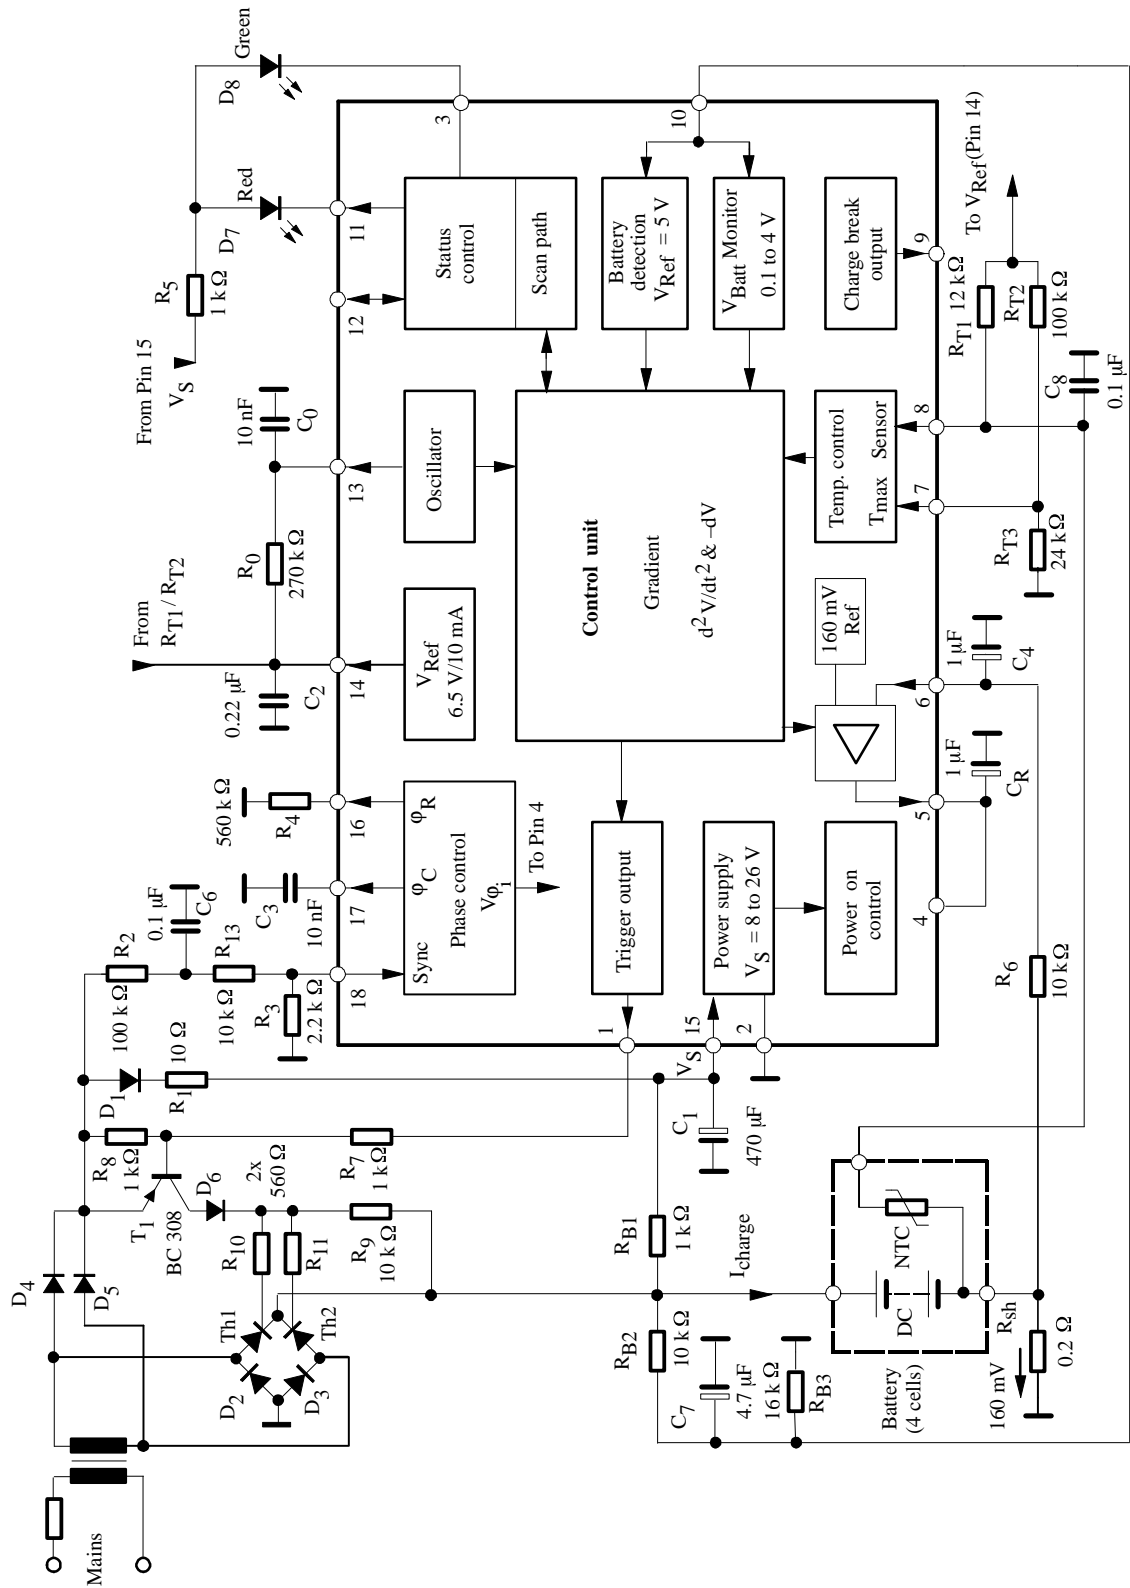 Mains
D4
D5
T1
BC 308
R8
1 kΩ
D6
D1
R1
10 Ω
R2
100 kΩ
0.1 µF
C6
R13
10 kΩ
R3
2.2 kΩ
C3
10 nF
560 kΩ
R4
0.22 µF
C2
From
RT1/ RT2
R0
270 kΩ
10 nF
C0
From Pin 15
VS
R5
1 kΩ
D7
Red
D8
Green
Th1
Th2
D2
D3
R10
R11
2x
560 Ω
R7
1 kΩ
R9
10 kΩ
18
17
16
14
13
12
11
3
Sync
φC
φR
Phase control
Vφi
To Pin 4
VRef
6.5 V/10 mA
Oscillator
Status
control
Scan path
Control unit
Gradient
d2V/dt2 & –dV
Trigger output
1
Power supply
VS = 8 to 26 V
VS
15
2
Power on
control
4
160 mV
Ref
Temp. control
Tmax Sensor
Battery
detection
VRef = 5 V
VBatt Monitor
0.1 to 4 V
10
Charge break
output
9
5
6
7
8
C1
470 µF
RB1
1 kΩ
RB2
10 kΩ
C7
4.7 µF
16 kΩ
RB3
Icharge
DC
NTC
Battery
(4 cells)
Rsh
160 mV
0.2 Ω
R6
10 kΩ
1 µF
CR
1 µF
C4
RT3
24 kΩ
RT1
12 kΩ
RT2
100 kΩ
C8
0.1 µF
To VRef (Pin 14)